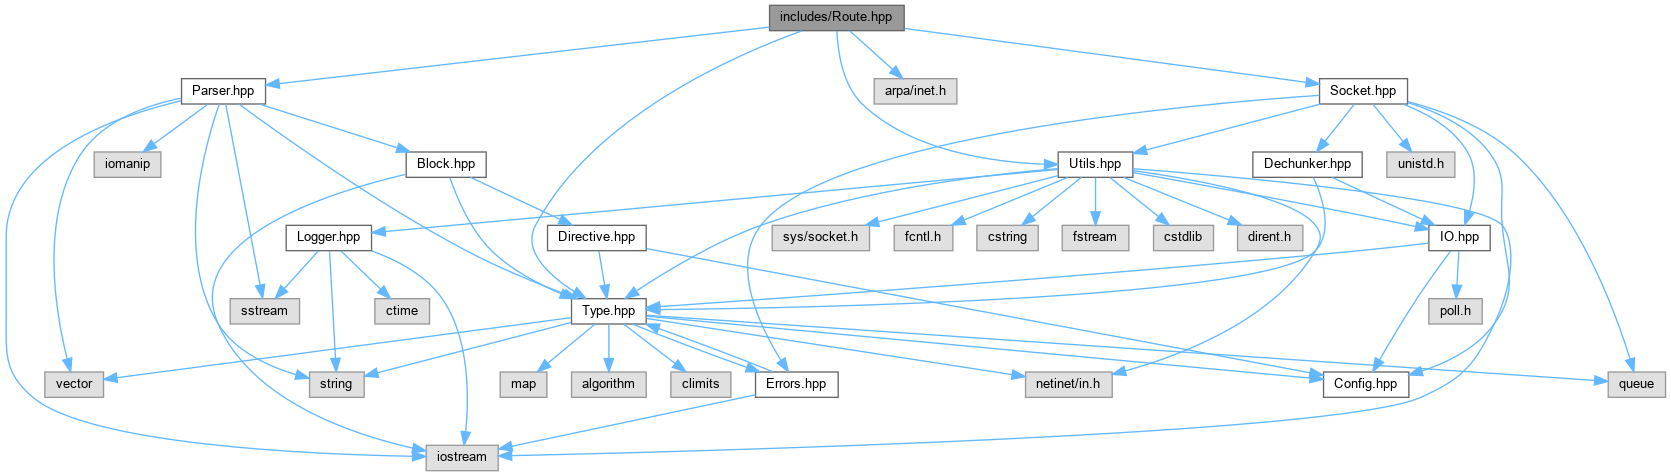 includes/Route.hpp
Parser.hpp
arpa/inet.h
Socket.hpp
iomanip
Block.hpp
Utils.hpp
Dechunker.hpp
unistd.h
Logger.hpp
Directive.hpp
sys/socket.h
fcntl.h
cstring
fstream
cstdlib
dirent.h
IO.hpp
sstream
ctime
Type.hpp
poll.h
vector
string
map
algorithm
climits
Errors.hpp
netinet/in.h
Config.hpp
queue
iostream